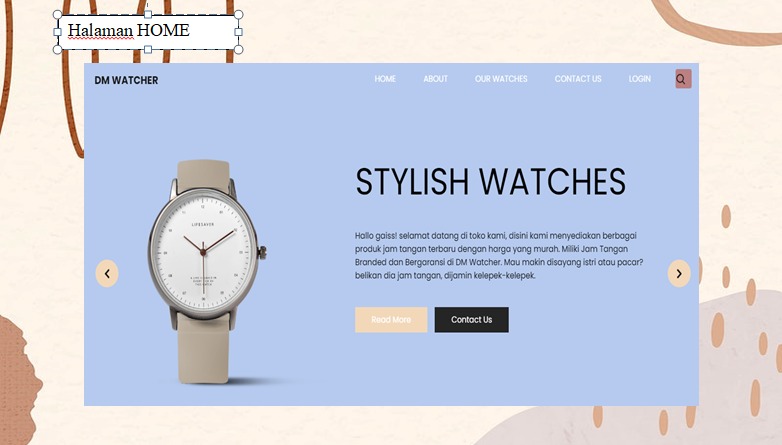 Halaman HOME
DM WATCHER
HOME ABOUT OUR WATCHES CONTACT US LOGIN
STYLISH WATCHES
Hallo gaiss! selamat datang di toko kami, disini kami menyediakan berbagai
produk jam tangan terbaru dengan harga yang murah. Miliki Jam Tangan
Branded dan Bergaransi di DM Watcher. Mau makin disayang istri atau pacar?
belikan dia jam tangan, dijamin kelepek-kelepek.
Read More Contact Us